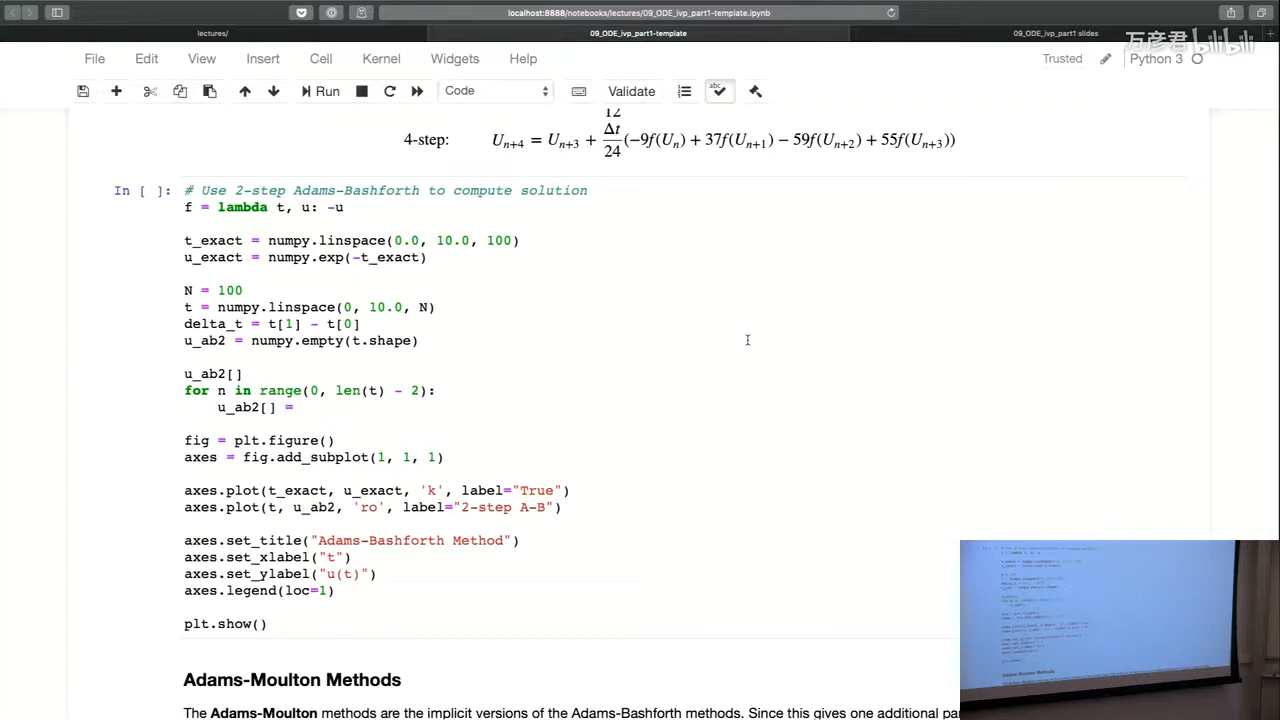 localhost:8888/notebooks/lectures/09_ODE_ivp_part1-template.ipynb
lectures/ 09_ODE_ivp_part1-template 09_ODE_ivp_part1 slides
万彦君 bilibili
File Edit View Insert Cell Kernel Widgets Help Trusted Python 3
Run Code Validate
12
4-step: U_{n+4} = U_{n+3} + Δt/24 (−9f(U_n) + 37f(U_{n+1}) − 59f(U_{n+2}) + 55f(U_{n+3}))
In [ ]: # Use 2-step Adams-Bashforth to compute solution
f = lambda t, u: -u
t_exact = numpy.linspace(0.0, 10.0, 100)
u_exact = numpy.exp(-t_exact)
N = 100
t = numpy.linspace(0, 10.0, N)
delta_t = t[1] - t[0]
u_ab2 = numpy.empty(t.shape)
u_ab2[]
for n in range(0, len(t) - 2):
    u_ab2[] =
fig = plt.figure()
axes = fig.add_subplot(1, 1, 1)
axes.plot(t_exact, u_exact, 'k', label="True")
axes.plot(t, u_ab2, 'ro', label="2-step A-B")
axes.set_title("Adams-Bashforth Method")
axes.set_xlabel("t")
axes.set_ylabel("u(t)")
axes.legend(loc=1)
plt.show()
Adams-Moulton Methods
The Adams-Moulton methods are the implicit versions of the Adams-Bashforth methods. Since this gives one additional